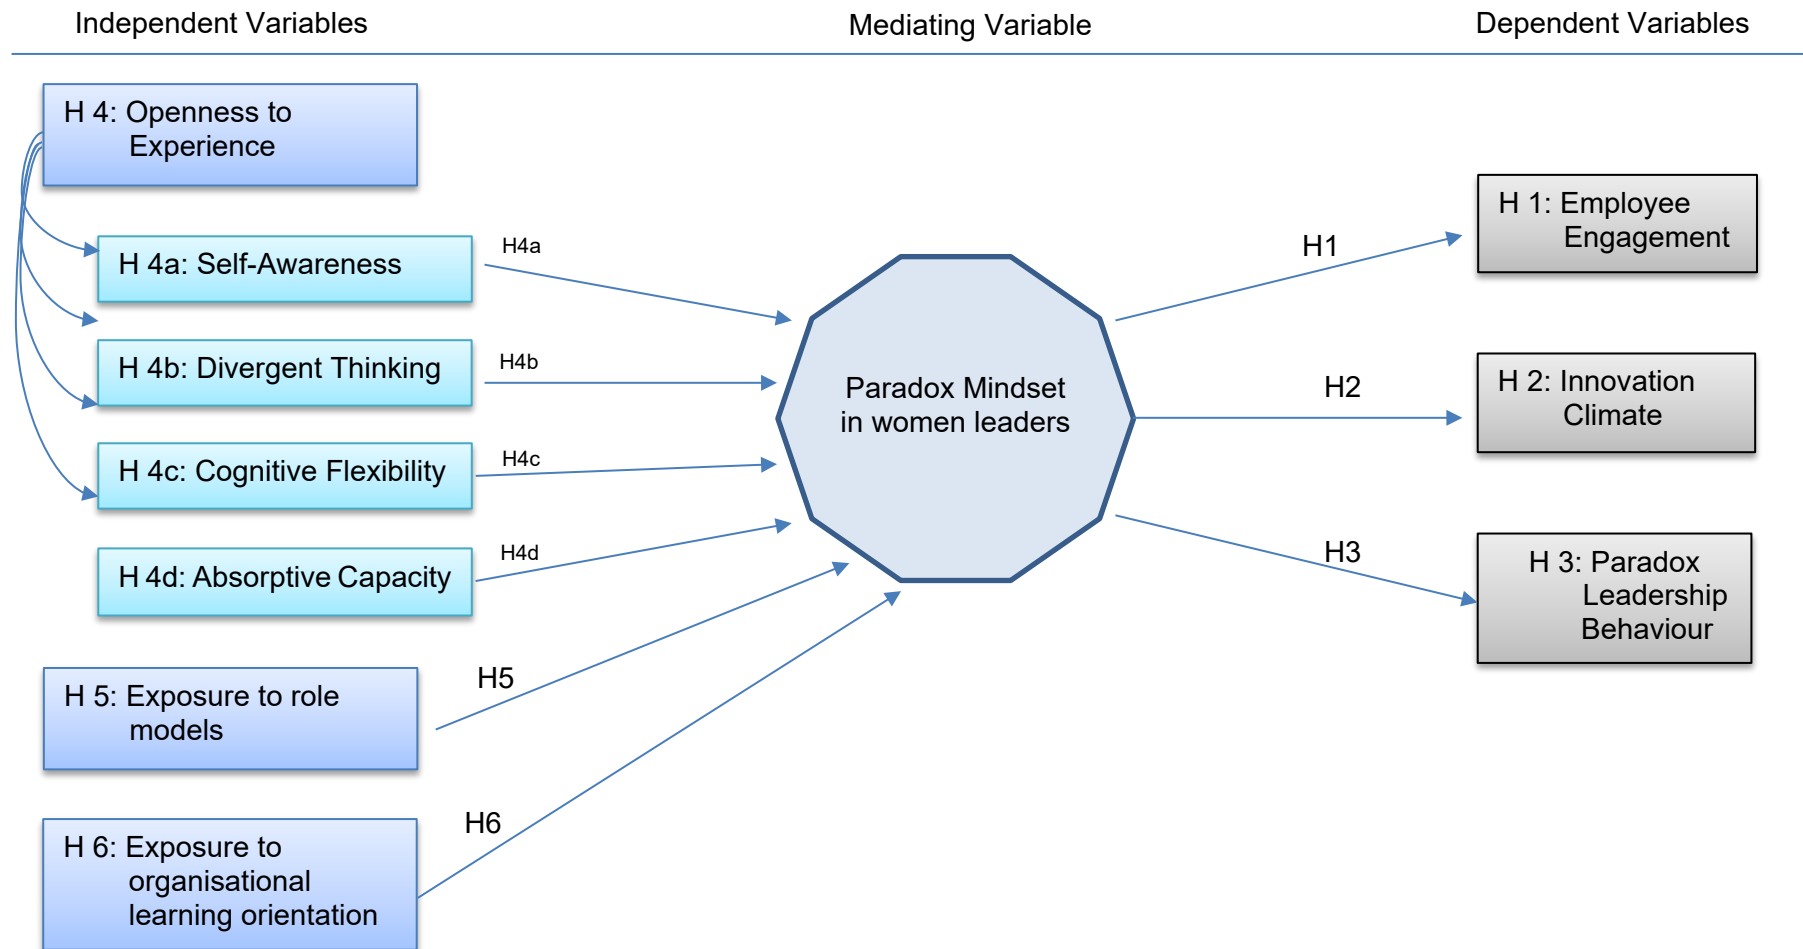 Independent Variables
Mediating Variable
Dependent Variables
H 4: Openness to
Experience
H 4a: Self-Awareness
H4a
H 4b: Divergent Thinking
H4b
H 4c: Cognitive Flexibility
H4c
H 4d: Absorptive Capacity
H4d
H 5: Exposure to role
models
H5
H 6: Exposure to
organisational
learning orientation
H6
Paradox Mindset
in women leaders
H1
H 1: Employee
Engagement
H2
H 2: Innovation
Climate
H3
H 3: Paradox
Leadership
Behaviour